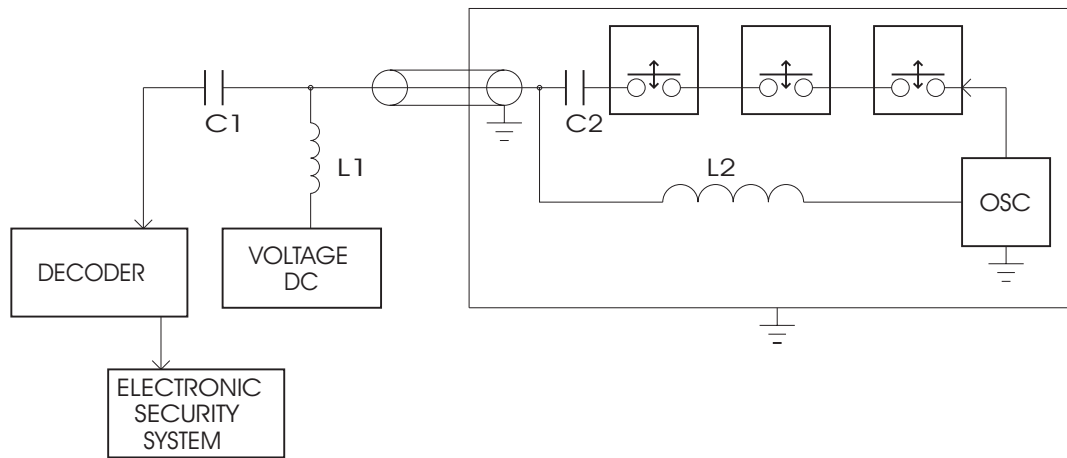 C1
C2
L1
L2
OSC
DECODER
VOLTAGE
DC
ELECTRONIC
SECURITY
SYSTEM